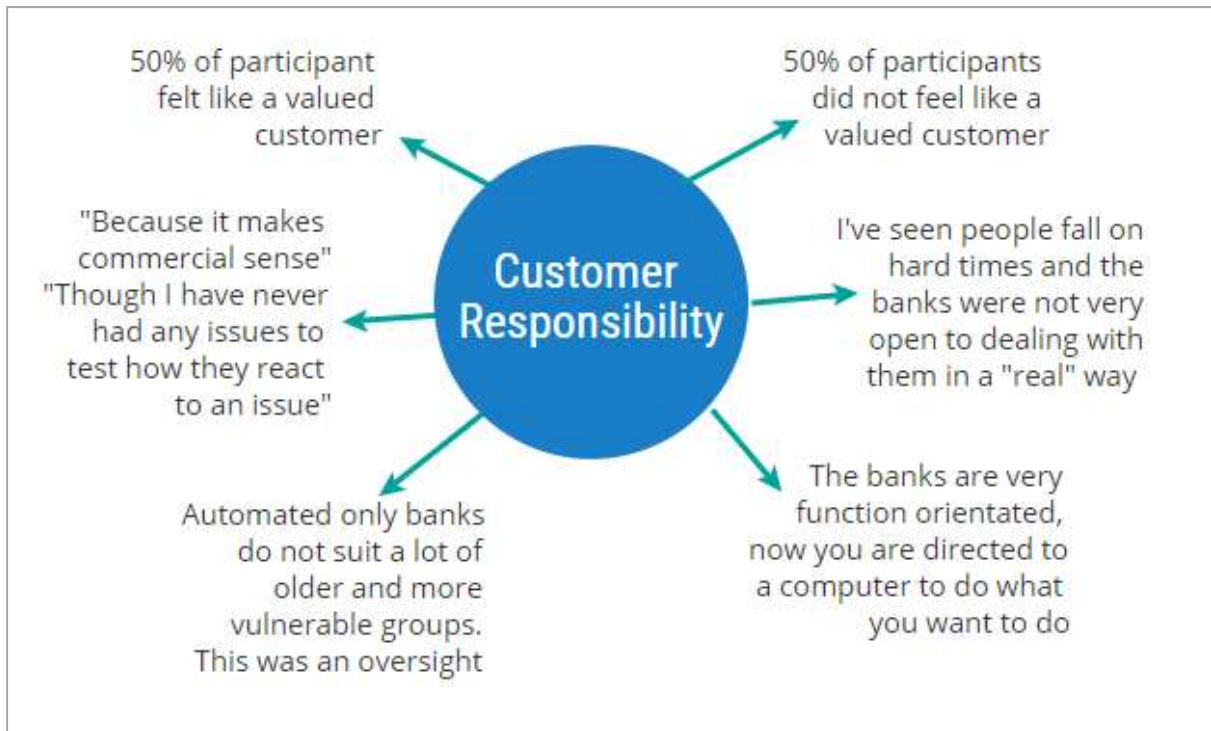 50% of participant
felt like a valued
customer
50% of participants
did not feel like a
valued customer
"Because it makes
commercial sense"
"Though I have never
had any issues to
test how they react
to an issue"
Customer
Responsibility
I've seen people fall on
hard times and the
banks were not very
open to dealing with
them in a "real" way
Automated only banks
do not suit a lot of
older and more
vulnerable groups.
This was an oversight
The banks are very
function orientated,
now you are directed to
a computer to do what
you want to do